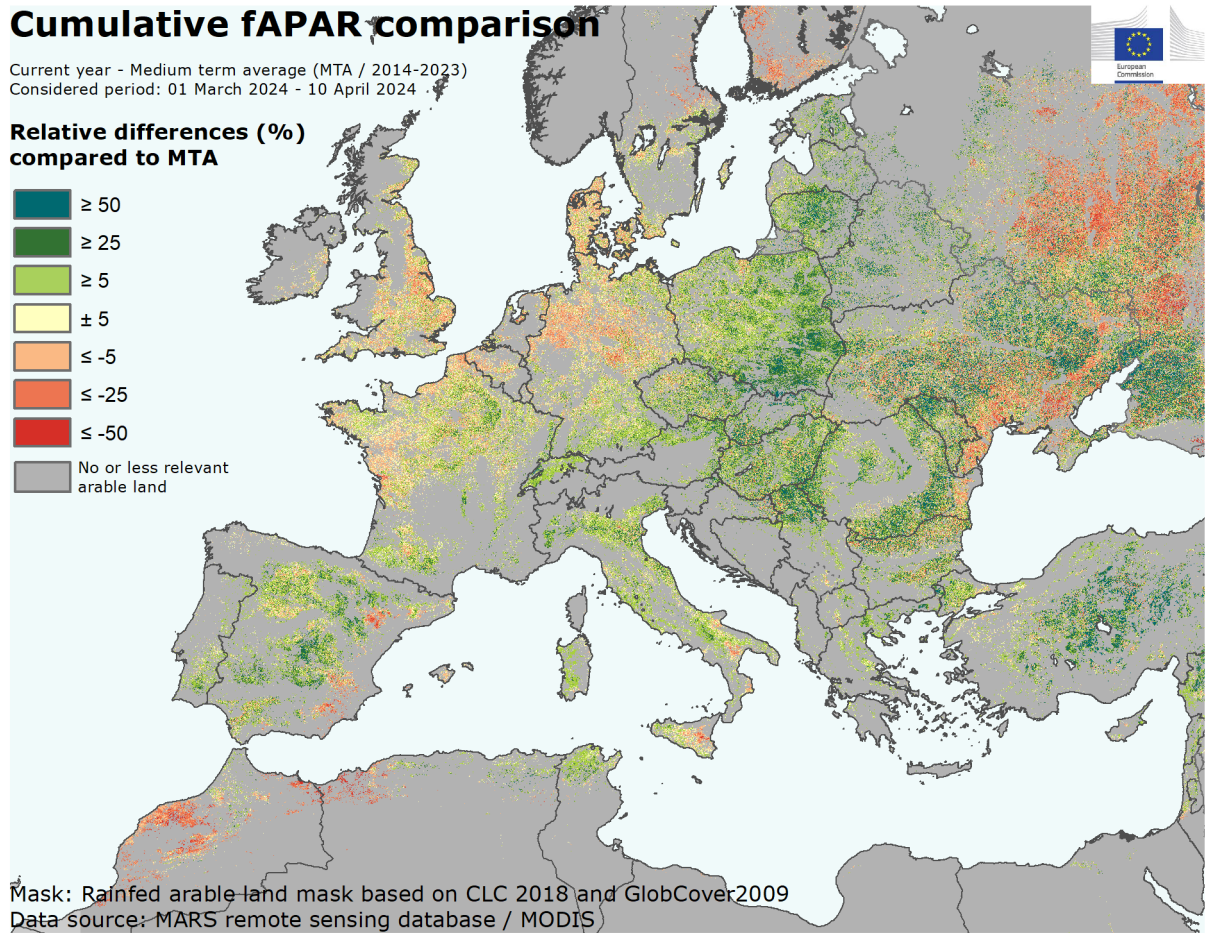 Cumulative fAPAR comparison
Current year - Medium term average (MTA / 2014-2023)
Considered period: 01 March 2024 - 10 April 2024
Relative differences (%)
compared to MTA
≥ 50
≥ 25
≥ 5
± 5
≤ -5
≤ -25
≤ -50
No or less relevant
arable land
European
Commission
Mask: Rainfed arable land mask based on CLC 2018 and GlobCover2009
Data source: MARS remote sensing database / MODIS